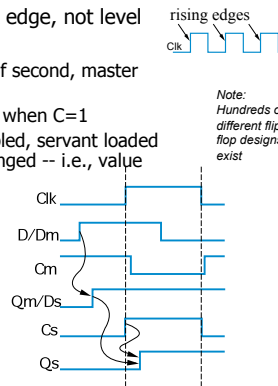 edge, not level
rising edges
Clk
f second, master
when C=1
led, servant loaded
nged -- i.e., value
Note:
Hundreds o
different flip
flop designs
exist
Clk
D/Dm
Cm
Qm/Ds
Cs
Qs